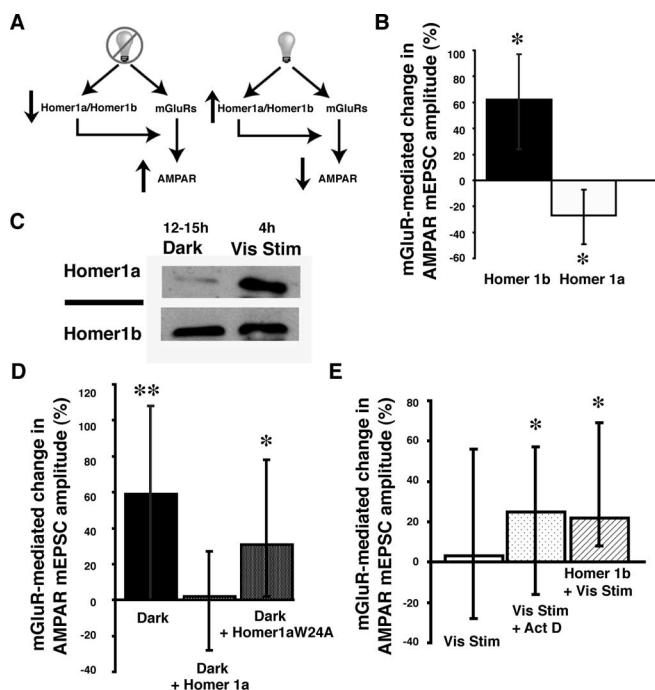 A
Homer1a/Homer1b
mGluRs
AMPAR
Homer1a/Homer1b
mGluRs
AMPAR
B
mGluR-mediated change in
AMPAR mEPSC amplitude (%)
100
80
60
40
20
0
-20
-40
-60
*
*
Homer 1b
Homer 1a
C
12-15h
Dark
4h
Vis Stim
Homer1a
Homer1b
D
mGluR-mediated change in
AMPAR mEPSC amplitude (%)
120
100
80
60
40
20
0
-20
-40
**
*
Dark
Dark
+ Homer 1a
Dark
+ Homer1aW24A
E
mGluR-mediated change in
AMPAR mEPSC amplitude (%)
80
60
40
20
0
-20
-40
*
*
Vis Stim
Vis Stim
+ Act D
Homer 1b
+ Vis Stim